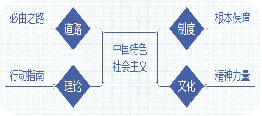 必由之路
道路
中国特色
社会主义
制度
根本保障
行动指南
理论
文化
精神力量